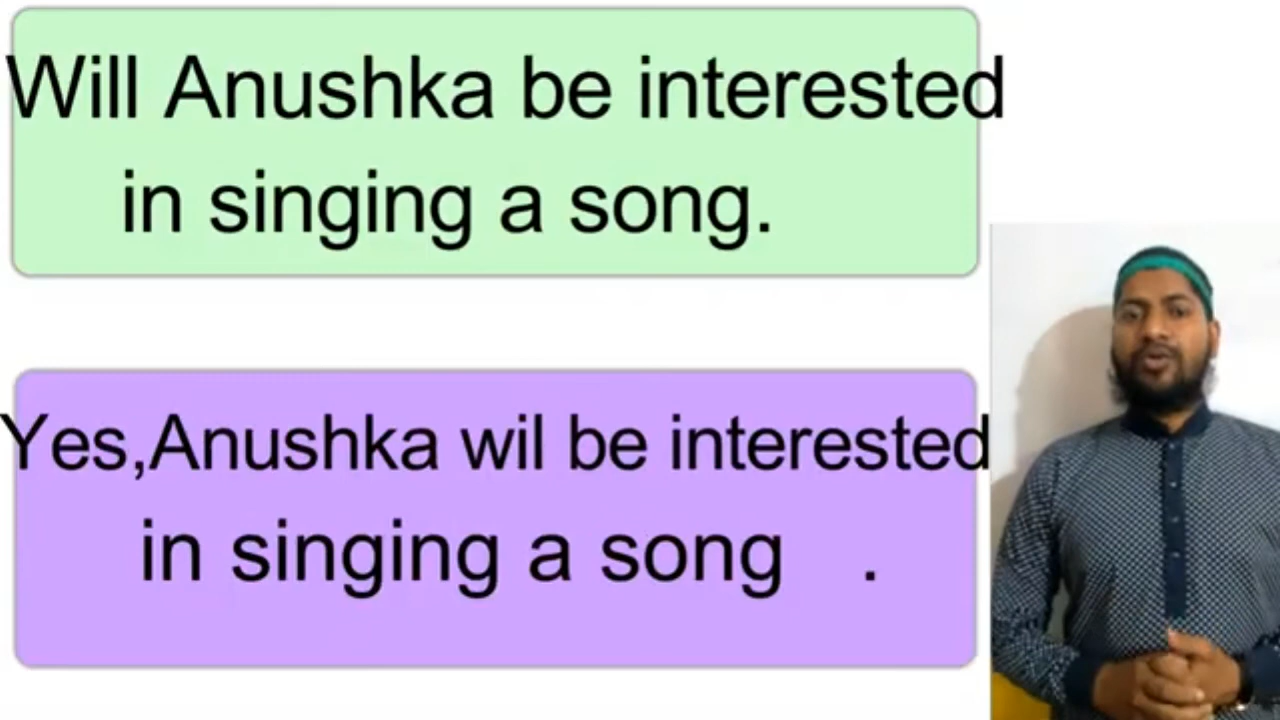 Will Anushka be interested
in singing a song.
Yes,Anushka wil be interested
in singing a song .